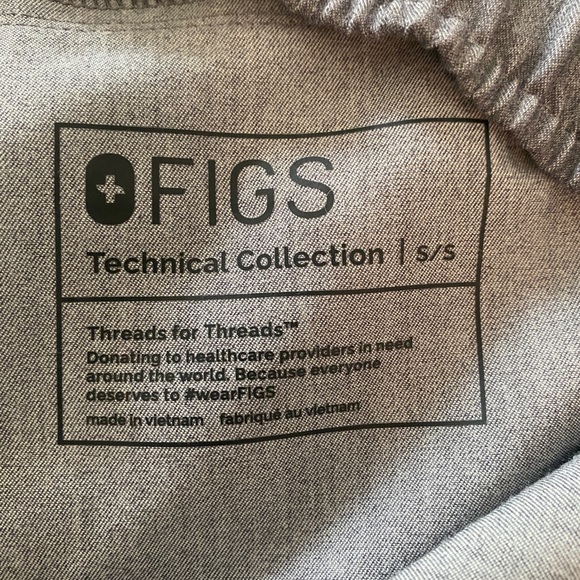 FIGS
Technical Collection | S/S
Threads for Threads™
Donating to healthcare providers in need
around the world. Because everyone
deserves to #wearFIGS
made in vietnam fabriqué au vietnam